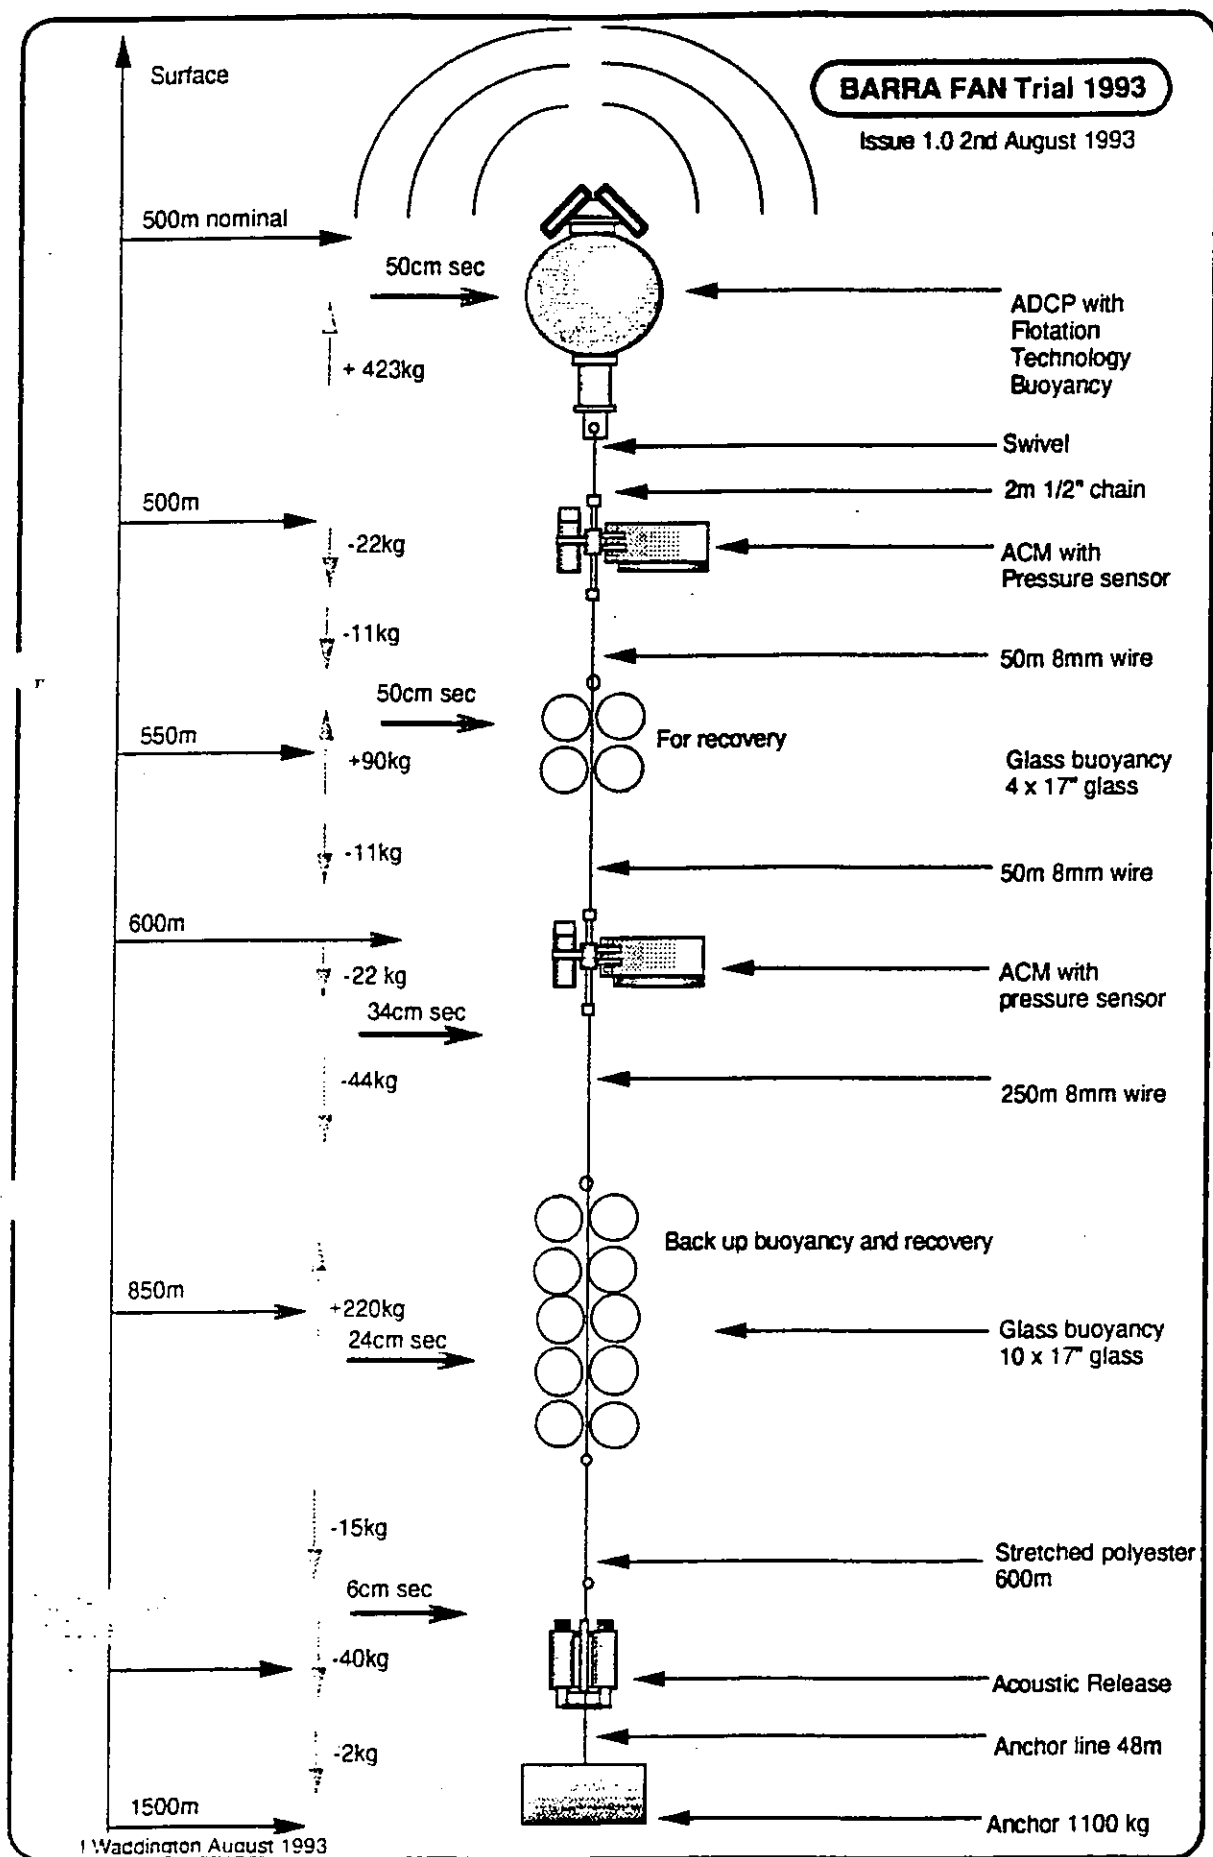 Surface
BARRA FAN Trial 1993
Issue 1.0 2nd August 1993
500m nominal
50cm sec
ADCP with
Flotation
Technology
Buoyancy
+ 423kg
Swivel
2m 1/2" chain
500m
-22kg
ACM with
Pressure sensor
-11kg
50m 8mm wire
50cm sec
550m
+90kg
For recovery
Glass buoyancy
4 x 17" glass
-11kg
50m 8mm wire
600m
-22 kg
ACM with
pressure sensor
34cm sec
-44kg
250m 8mm wire
Back up buoyancy and recovery
850m
+220kg
24cm sec
Glass buoyancy
10 x 17" glass
-15kg
Stretched polyester
600m
6cm sec
-40kg
Acoustic Release
-2kg
Anchor line 48m
1500m
Anchor 1100 kg
I Waddington August 1993